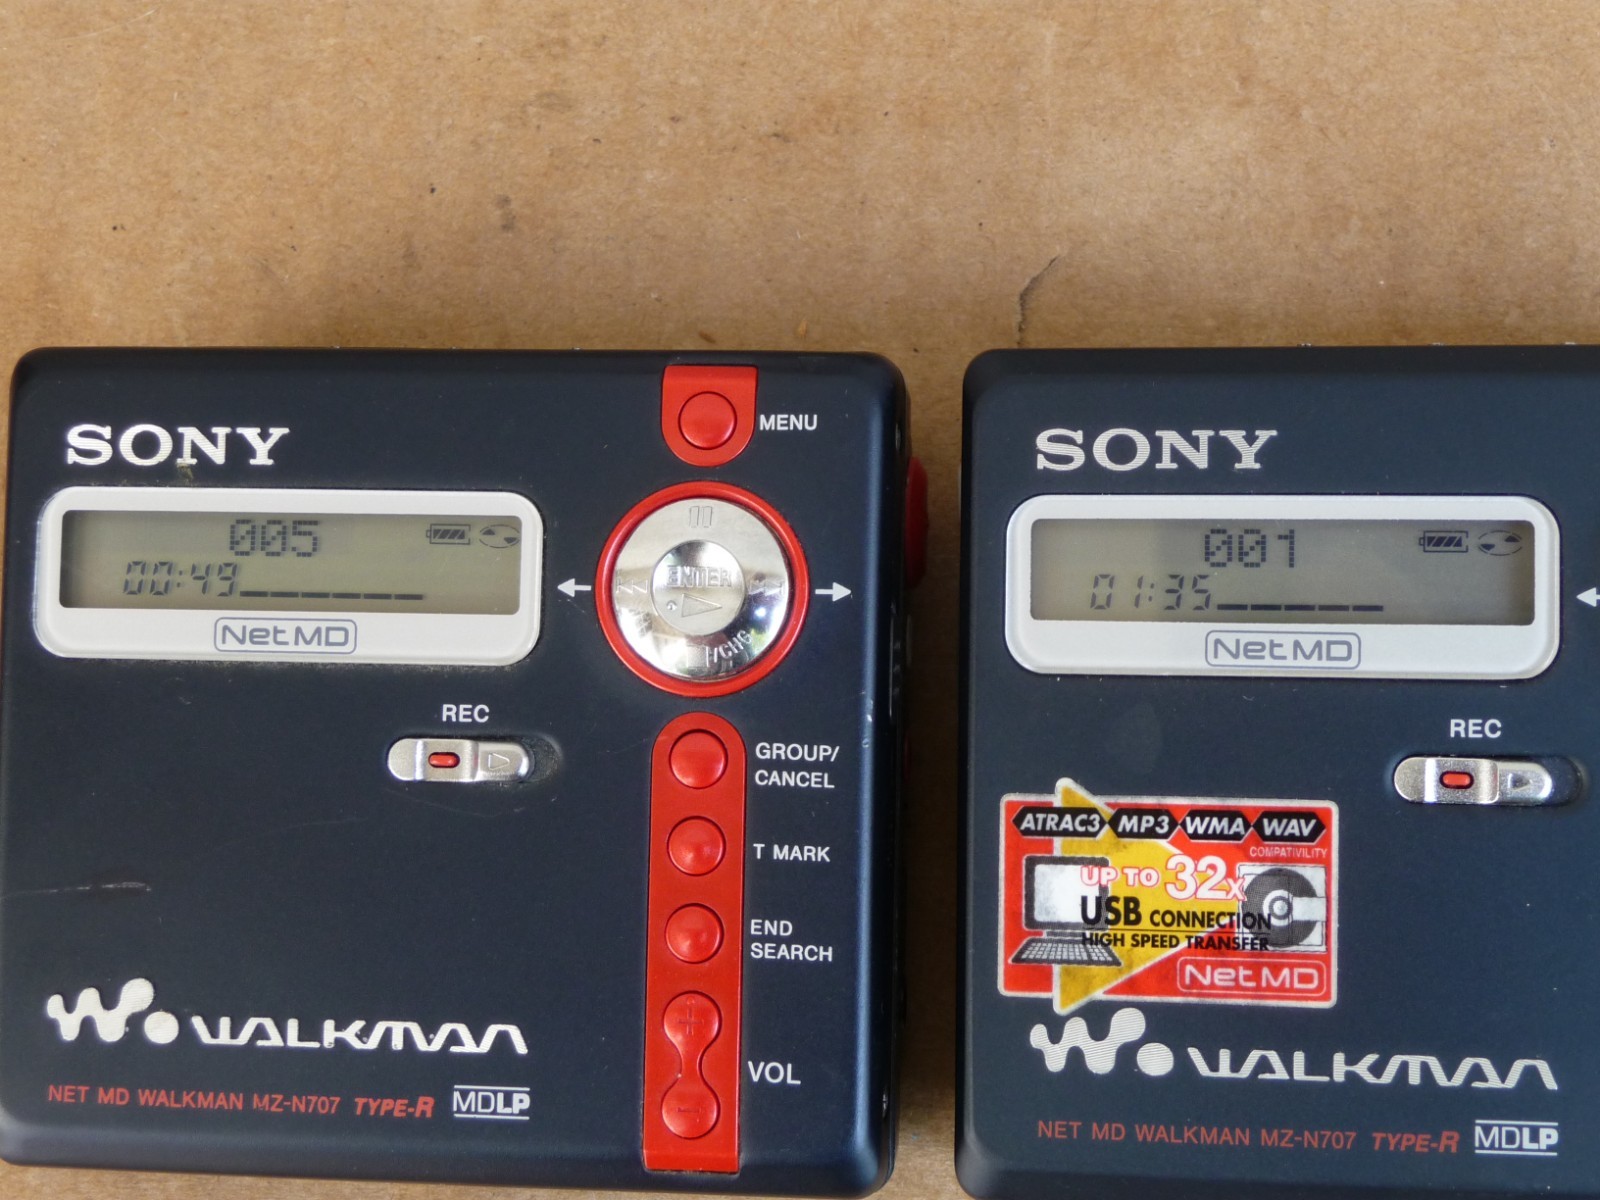 SONY
MENU
005
00:49
NetMD
ENTER
/CHG
REC
GROUP/
CANCEL
T MARK
END
SEARCH
VOL
WALKMAN
NET MD WALKMAN MZ-N707 TYPE-R MDLP
SONY
001
01:35
NetMD
REC
ATRAC3 MP3 WMA WAV
COMPATIVILITY
UP TO 32x
USB CONNECTION
HIGH SPEED TRANSFER
NetMD
WALKMAN
NET MD WALKMAN MZ-N707 TYPE-R MDLP